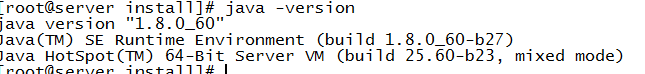 [root@server install]# java -version
java version "1.8.0_60"
Java(TM) SE Runtime Environment (build 1.8.0_60-b27)
Java HotSpot(TM) 64-Bit Server VM (build 25.60-b23, mixed mode)
[root@server install]#